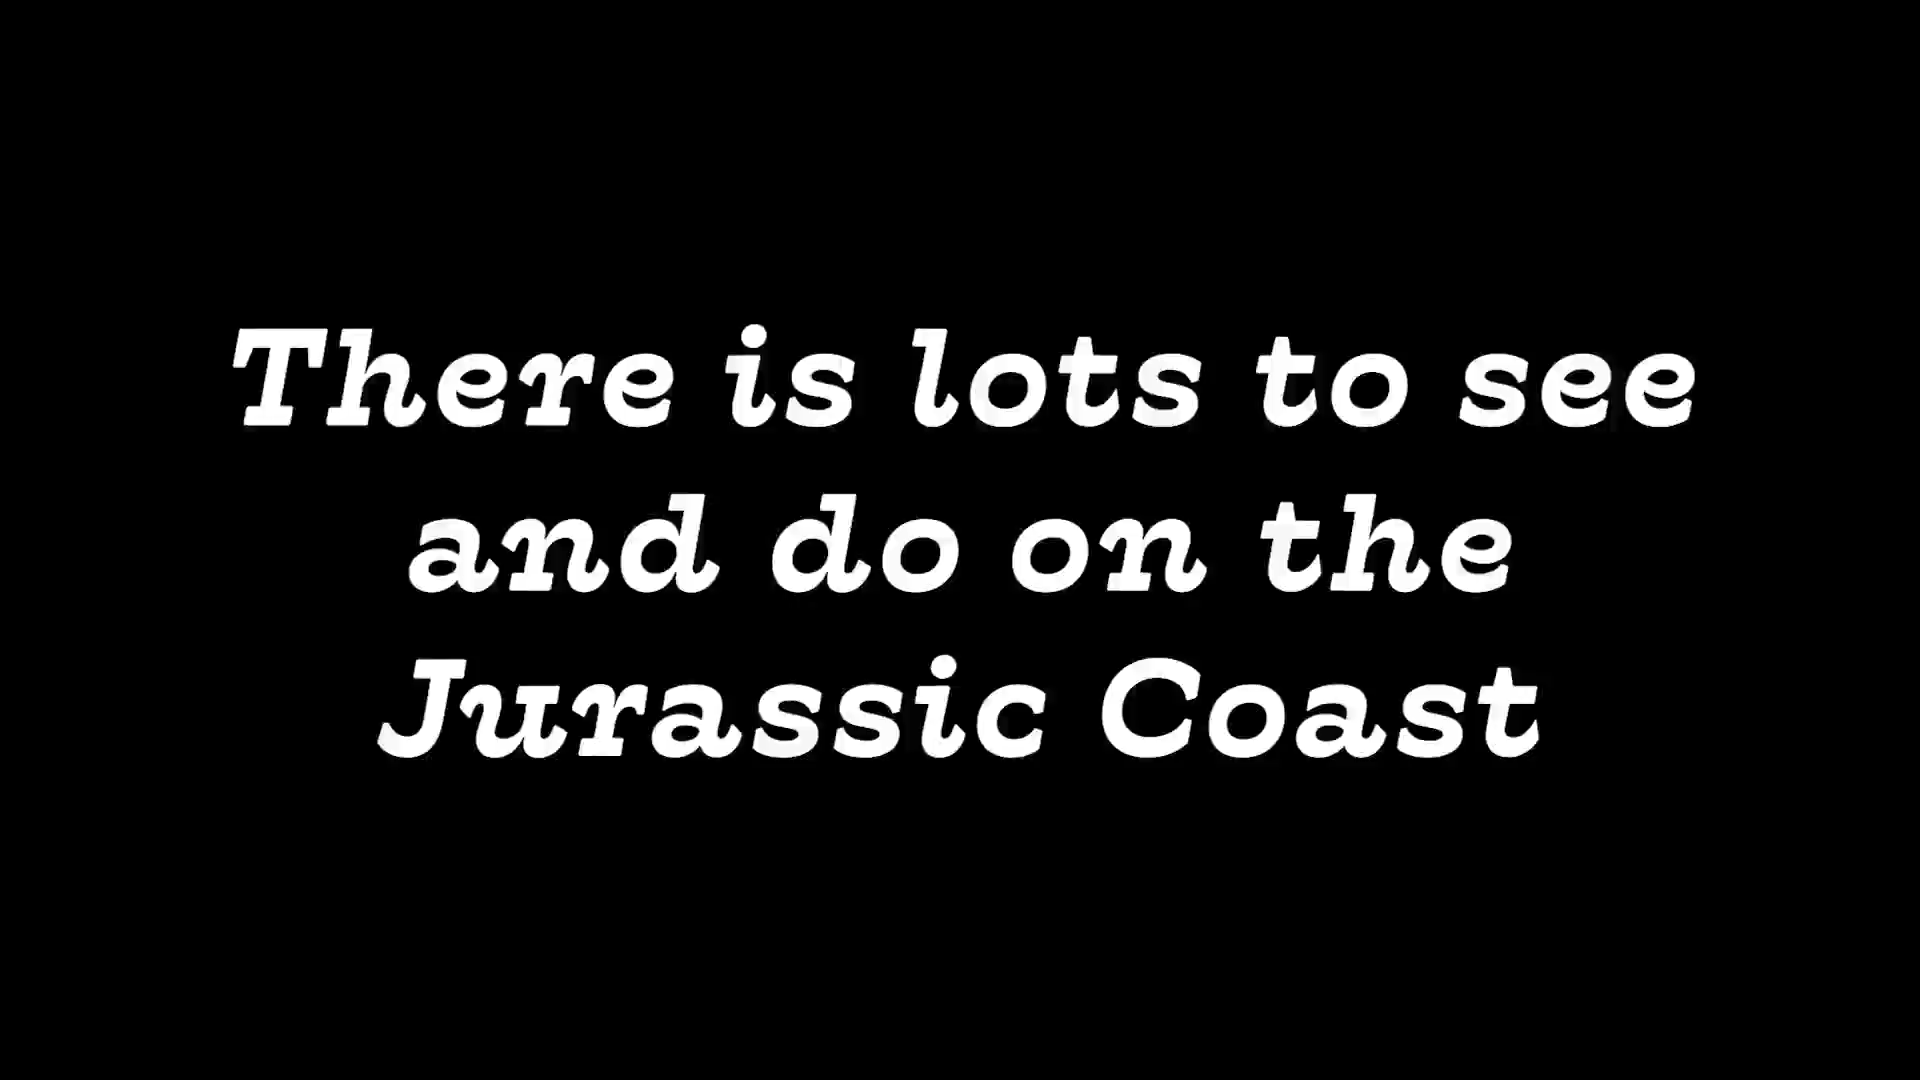 There is lots to see
and do on the
Jurassic Coast